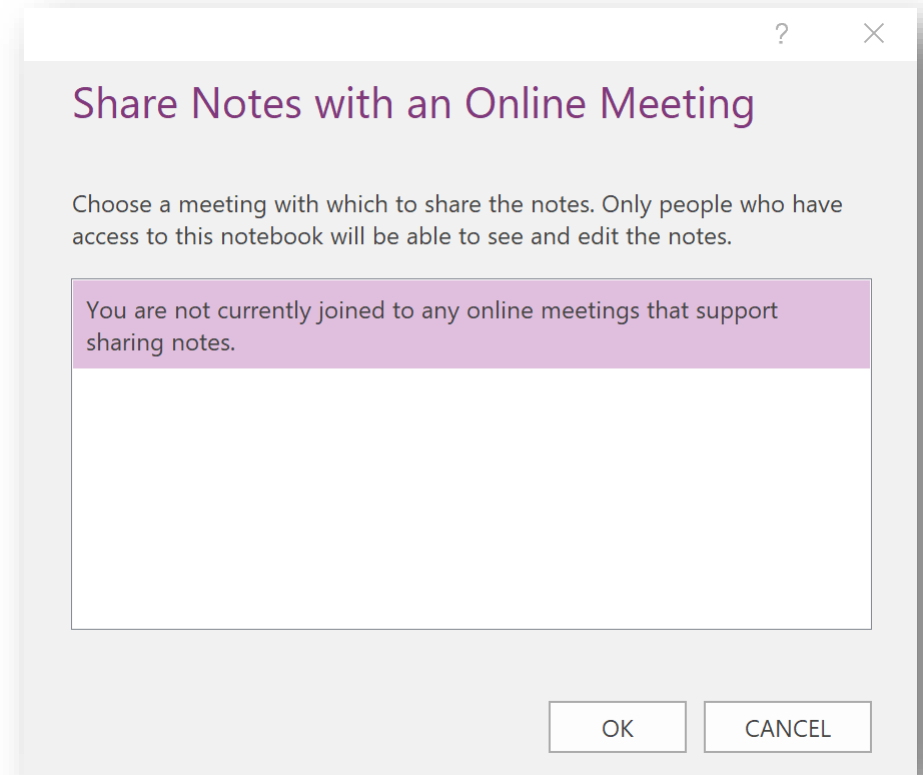 ?
Share Notes with an Online Meeting
Choose a meeting with which to share the notes. Only people who have
access to this notebook will be able to see and edit the notes.
You are not currently joined to any online meetings that support
sharing notes.
OK CANCEL